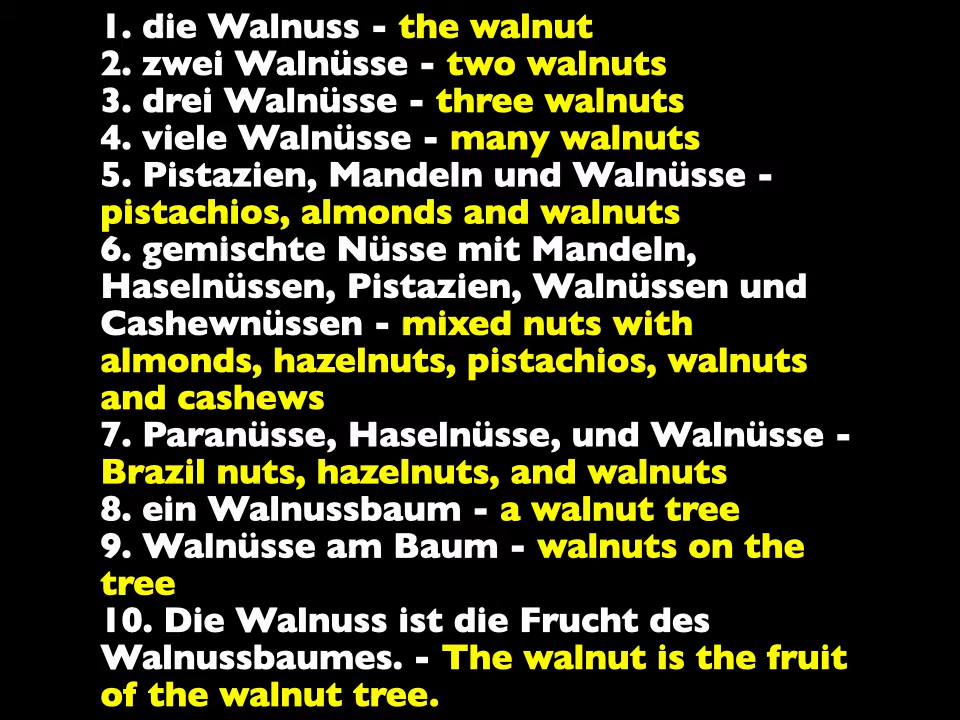 1. die Walnuss - the walnut
2. zwei Walnüsse - two walnuts
3. drei Walnüsse - three walnuts
4. viele Walnüsse - many walnuts
5. Pistazien, Mandeln und Walnüsse -
pistachios, almonds and walnuts
6. gemischte Nüsse mit Mandeln,
Haselnüssen, Pistazien, Walnüssen und
Cashewnüssen - mixed nuts with
almonds, hazelnuts, pistachios, walnuts
and cashews
7. Paranüsse, Haselnüsse, und Walnüsse -
Brazil nuts, hazelnuts, and walnuts
8. ein Walnussbaum - a walnut tree
9. Walnüsse am Baum - walnuts on the
tree
10. Die Walnuss ist die Frucht des
Walnussbaumes. - The walnut is the fruit
of the walnut tree.